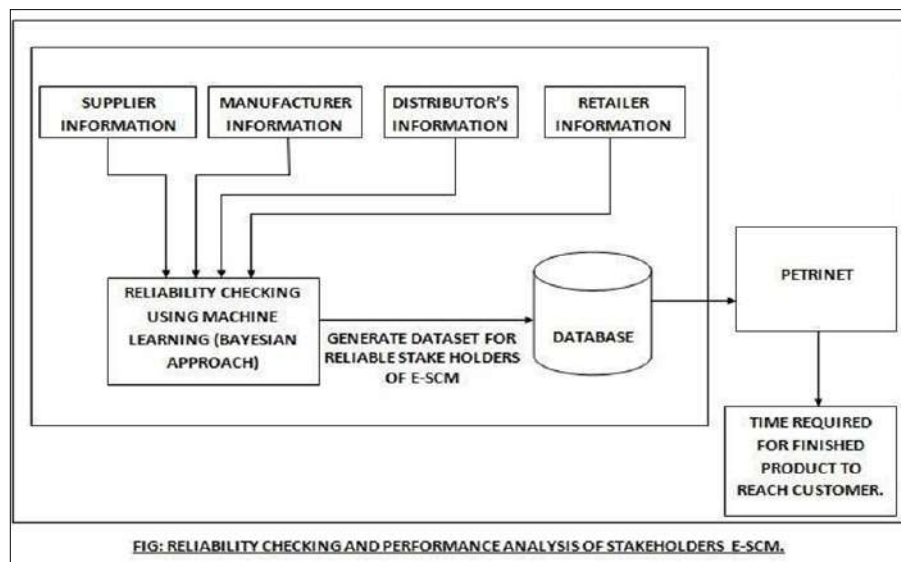 SUPPLIER
INFORMATION
MANUFACTURER
INFORMATION
DISTRIBUTOR'S
INFORMATION
RETAILER
INFORMATION
RELIABILITY CHECKING
USING MACHINE
LEARNING (BAYESIAN
APPROACH)
GENERATE DATASET FOR
RELIABLE STAKE HOLDERS
OF E-SCM
DATABASE
PETRINET
TIME REQUIRED
FOR FINISHED
PRODUCT TO
REACH CUSTOMER.
FIG: RELIABILITY CHECKING AND PERFORMANCE ANALYSIS OF STAKEHOLDERS E-SCM.